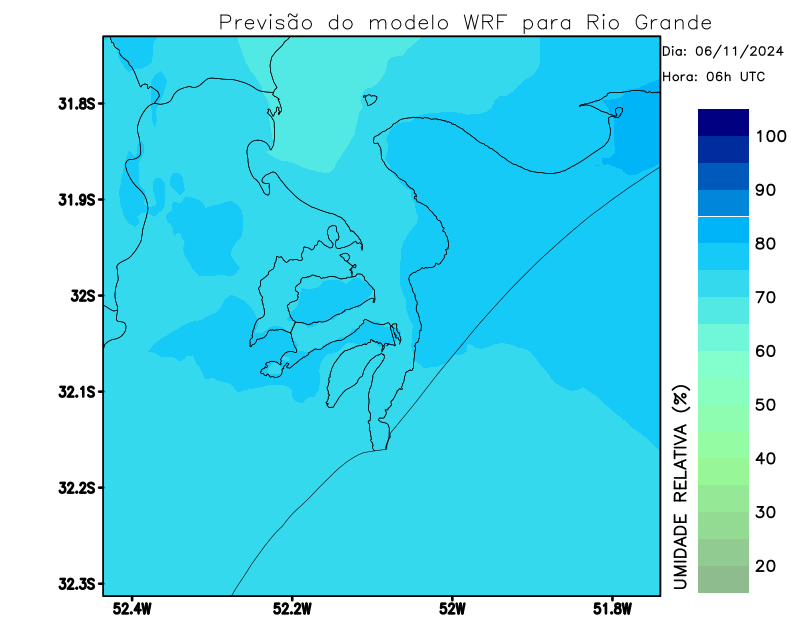 Previsão do modelo WRF para Rio Grande
Dia: 06/11/2024
Hora: 06h UTC
31.8S
31.9S
32S
32.1S
32.2S
32.3S
52.4W
52.2W
52W
51.8W
UMIDADE RELATIVA (%)
100
90
80
70
60
50
40
30
20